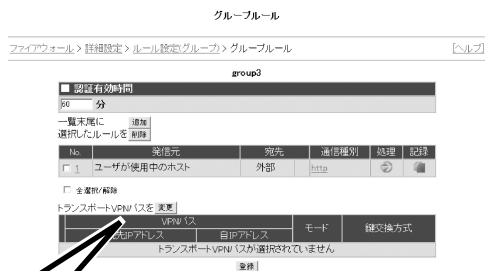 グループルール
ファイアウォール > 詳細設定 > ルール設定(グループ) > グループルール [ヘルプ]
group3
■ 認証有効時間
60 分
一覧末尾に 追加
選択したルールを 削除
No. 発信元 宛先 通信種別 処理 記録
1 ユーザが使用中のホスト 外部 http
全選択/解除
トランスポートVPNパスを 変更
VPNパス モード 鍵交換方式
先IPアドレス 自IPアドレス
トランスポートVPNパスが選択されていません
登録